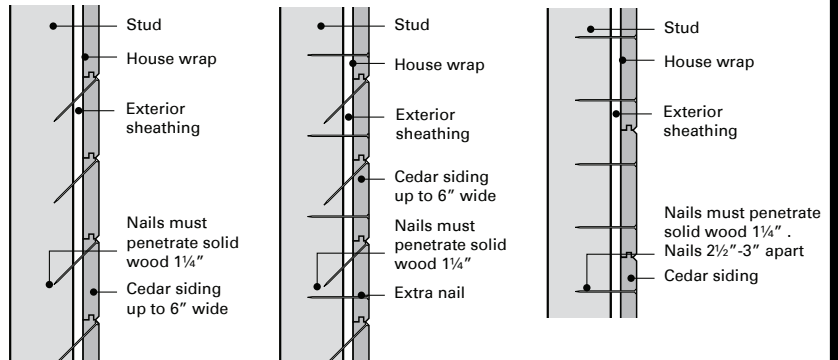 Stud
House wrap
Exterior
sheathing
Nails must
penetrate solid
wood 1¼”
Cedar siding
up to 6” wide
Stud
House wrap
Exterior
sheathing
Cedar siding
up to 6” wide
Nails must
penetrate solid
wood 1¼”
Extra nail
Stud
House wrap
Exterior
sheathing
Nails must penetrate
solid wood 1¼” .
Nails 2½”-3” apart
Cedar siding